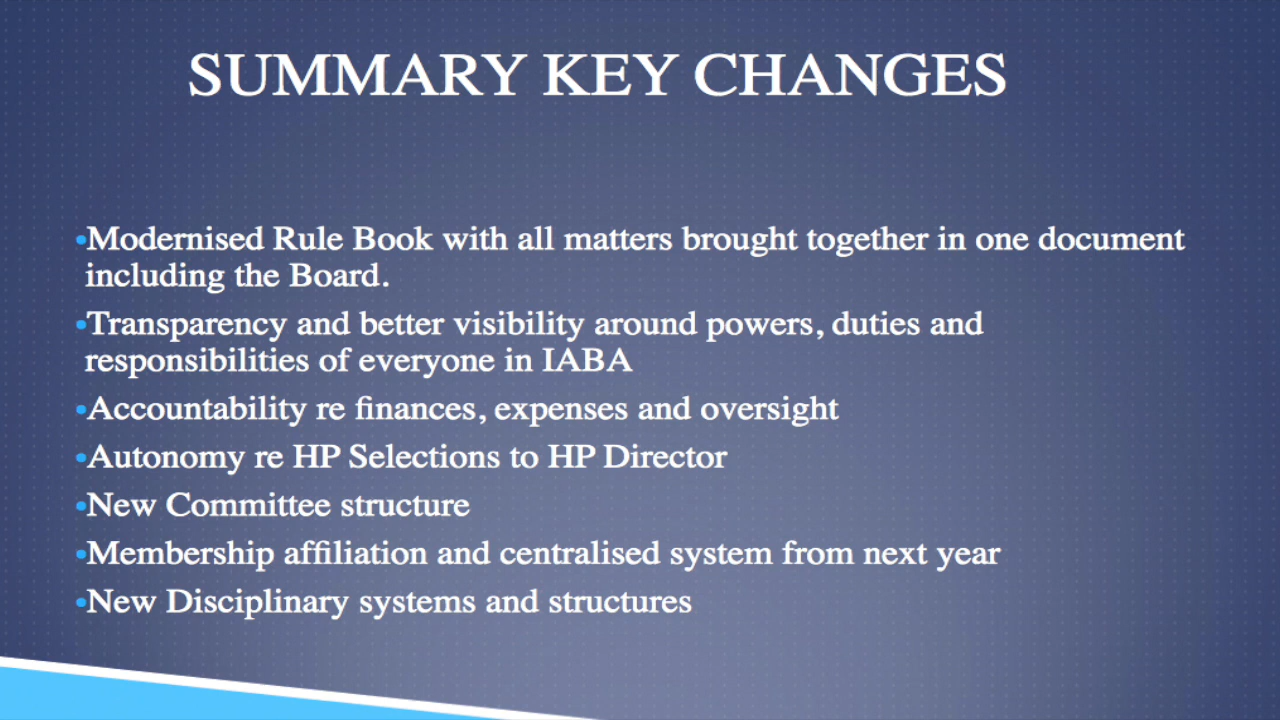 SUMMARY KEY CHANGES
•Modernised Rule Book with all matters brought together in one document
including the Board.
•Transparency and better visibility around powers, duties and
responsibilities of everyone in IABA
•Accountability re finances, expenses and oversight
•Autonomy re HP Selections to HP Director
•New Committee structure
•Membership affiliation and centralised system from next year
•New Disciplinary systems and structures